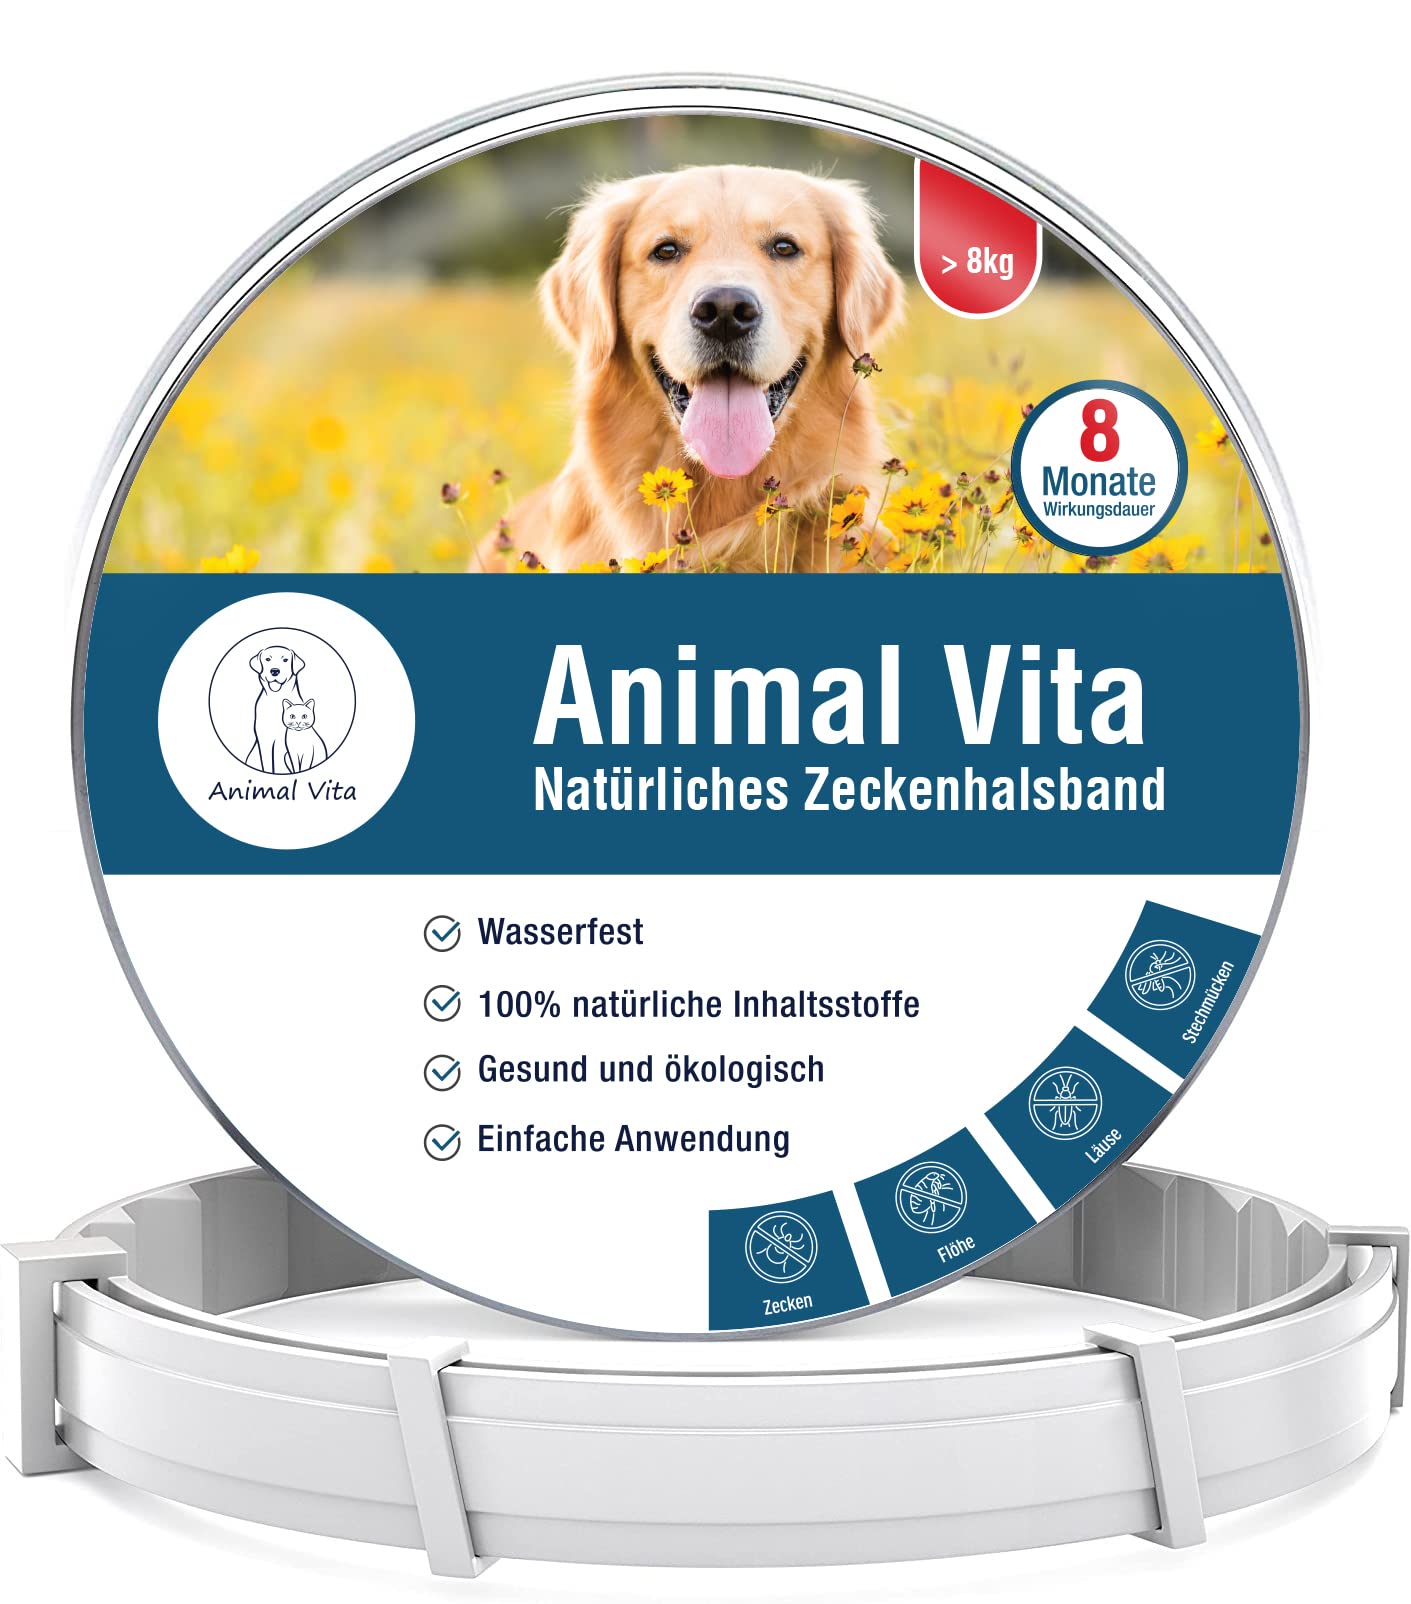 > 8kg
8
Monate
Wirkungsdauer
Animal Vita
Natürliches Zeckenhalsband
Animal Vita
Wasserfest
100% natürliche Inhaltsstoffe
Gesund und ökologisch
Einfache Anwendung
Stechmücken
Läuse
Flöhe
Zecken